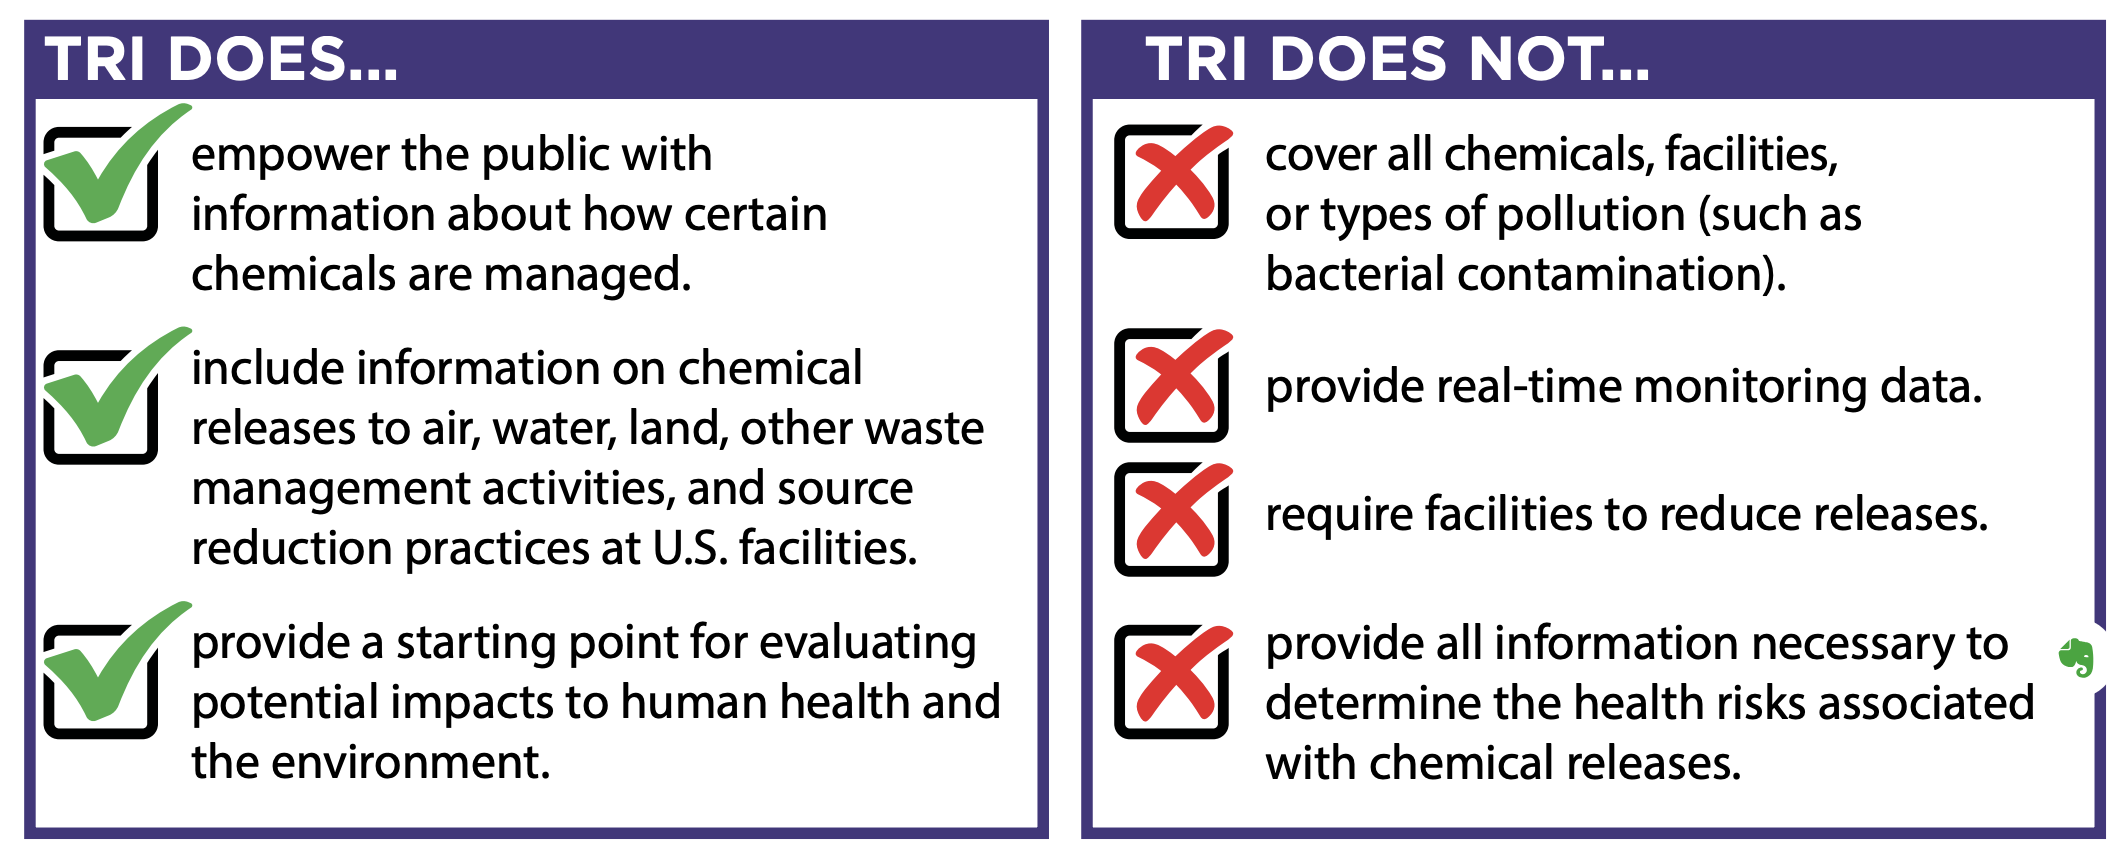 TRI DOES...
empower the public with
information about how certain
chemicals are managed.
include information on chemical
releases to air, water, land, other waste
management activities, and source
reduction practices at U.S. facilities.
provide a starting point for evaluating
potential impacts to human health and
the environment.
TRI DOES NOT...
cover all chemicals, facilities,
or types of pollution (such as
bacterial contamination).
provide real-time monitoring data.
require facilities to reduce releases.
provide all information necessary to
determine the health risks associated
with chemical releases.